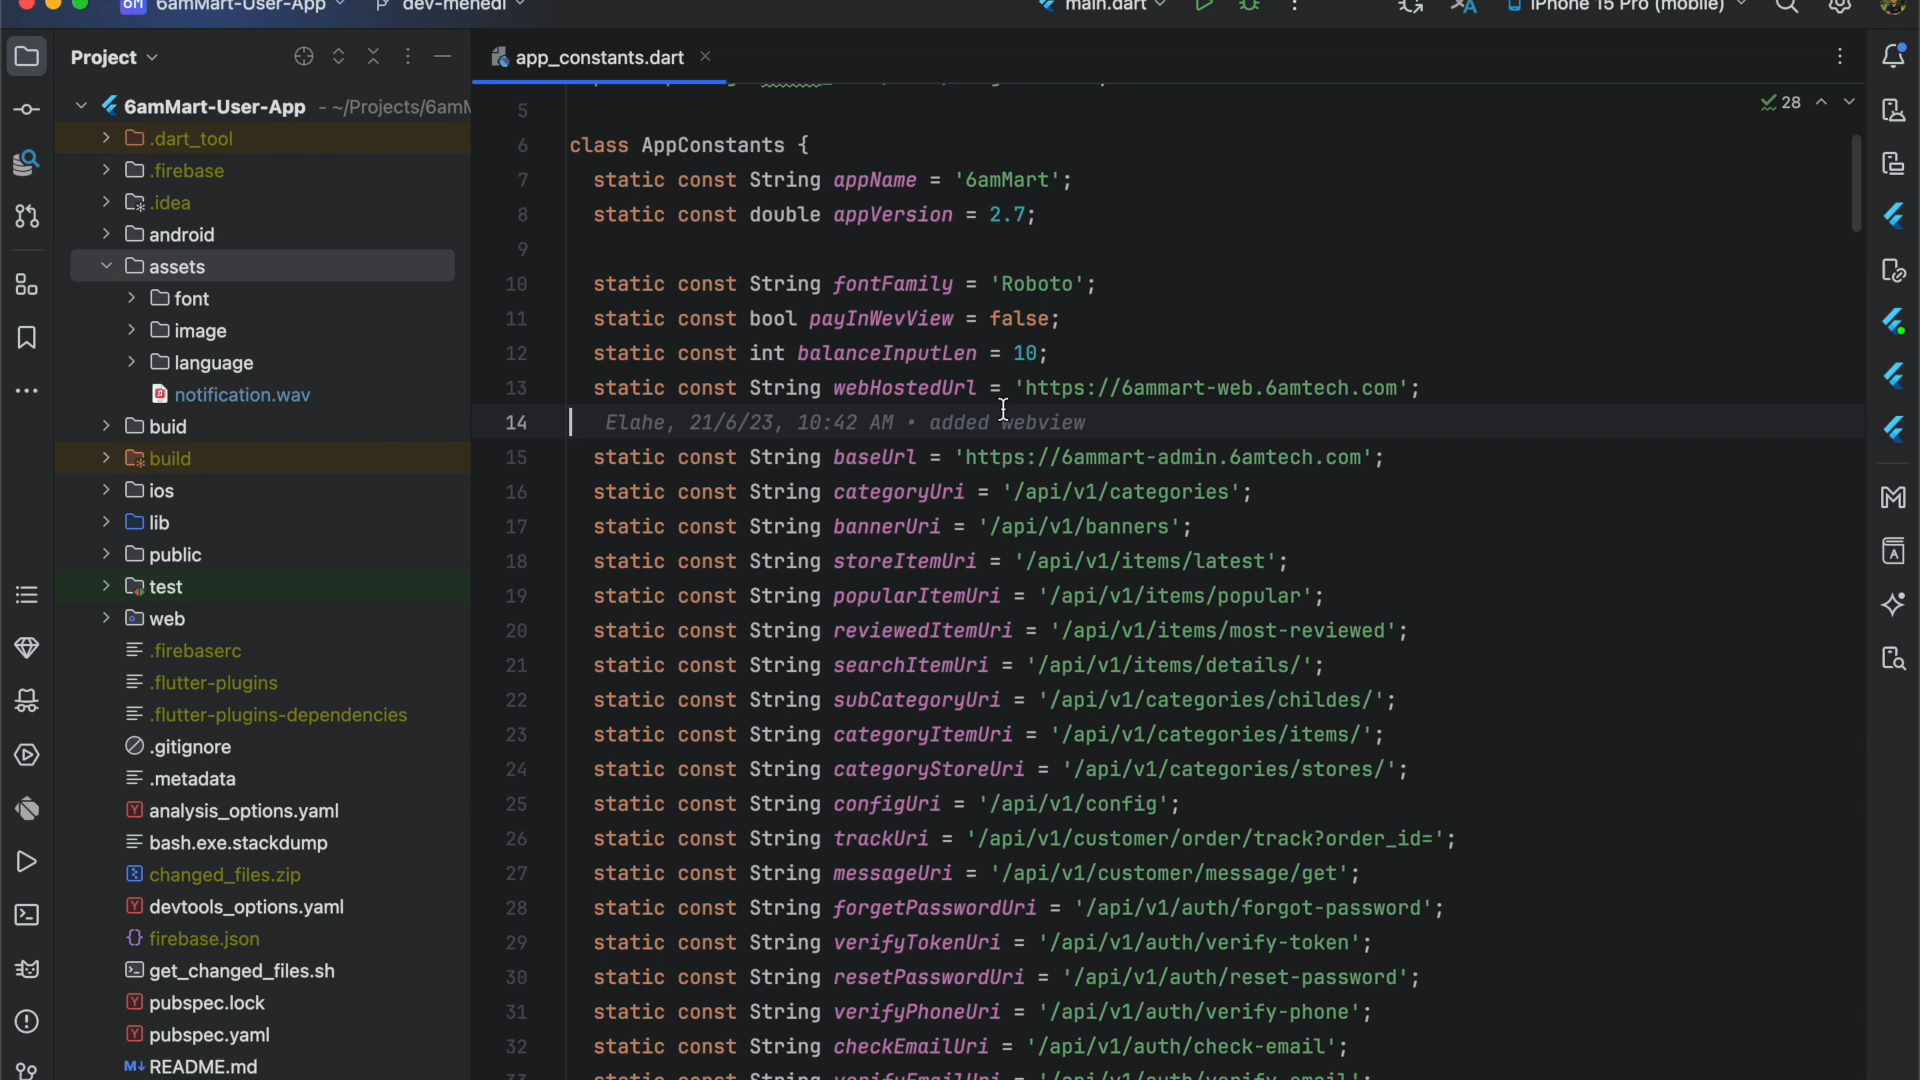 6amMart-User-App
dev-mehedi
main.dart
iPhone 15 Pro (mobile)
Project
app_constants.dart
28
6amMart-User-App - ~/Projects/6amM
.dart_tool
.firebase
.idea
android
assets
font
image
language
notification.wav
buid
build
ios
lib
public
test
web
.firebaserc
.flutter-plugins
.flutter-plugins-dependencies
.gitignore
.metadata
analysis_options.yaml
bash.exe.stackdump
changed_files.zip
devtools_options.yaml
firebase.json
get_changed_files.sh
pubspec.lock
pubspec.yaml
README.md
5
6 class AppConstants {
7 static const String appName = '6amMart';
8 static const double appVersion = 2.7;
9
10 static const String fontFamily = 'Roboto';
11 static const bool payInWevView = false;
12 static const int balanceInputLen = 10;
13 static const String webHostedUrl = 'https://6ammart-web.6amtech.com';
14 Elahe, 21/6/23, 10:42 AM • added webview
15 static const String baseUrl = 'https://6ammart-admin.6amtech.com';
16 static const String categoryUri = '/api/v1/categories';
17 static const String bannerUri = '/api/v1/banners';
18 static const String storeItemUri = '/api/v1/items/latest';
19 static const String popularItemUri = '/api/v1/items/popular';
20 static const String reviewedItemUri = '/api/v1/items/most-reviewed';
21 static const String searchItemUri = '/api/v1/items/details/';
22 static const String subCategoryUri = '/api/v1/categories/childes/';
23 static const String categoryItemUri = '/api/v1/categories/items/';
24 static const String categoryStoreUri = '/api/v1/categories/stores/';
25 static const String configUri = '/api/v1/config';
26 static const String trackUri = '/api/v1/customer/order/track?order_id=';
27 static const String messageUri = '/api/v1/customer/message/get';
28 static const String forgetPasswordUri = '/api/v1/auth/forgot-password';
29 static const String verifyTokenUri = '/api/v1/auth/verify-token';
30 static const String resetPasswordUri = '/api/v1/auth/reset-password';
31 static const String verifyPhoneUri = '/api/v1/auth/verify-phone';
32 static const String checkEmailUri = '/api/v1/auth/check-email';
33 static const String verifyEmailUri = '/api/v1/auth/verify-email';